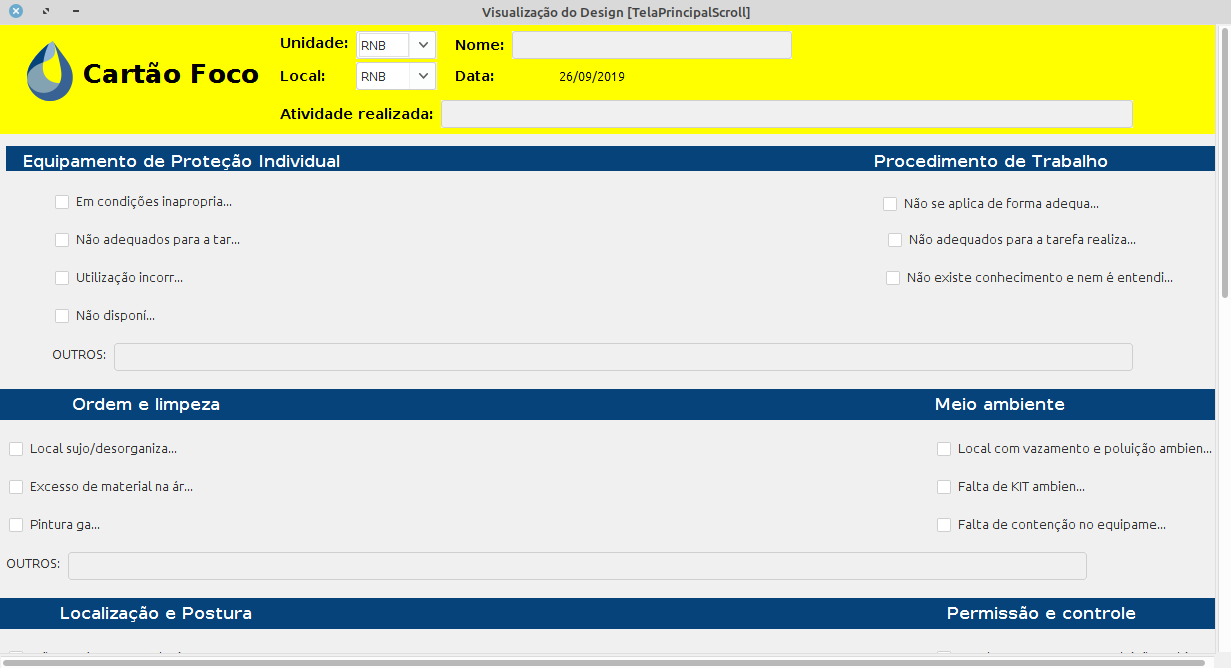 Visualização do Design [TelaPrincipalScroll]
Unidade: RNB Nome:
Cartão Foco
Local: RNB Data: 26/09/2019
Atividade realizada:
Equipamento de Proteção Individual Procedimento de Trabalho
Em condições inapropria... Não se aplica de forma adequa...
Não adequados para a tar... Não adequados para a tarefa realiza...
Utilização incorr... Não existe conhecimento e nem é entendi...
Não disponí...
OUTROS:
Ordem e limpeza Meio ambiente
Local sujo/desorganiza... Local com vazamento e poluição ambien...
Excesso de material na ár... Falta de KIT ambien...
Pintura ga... Falta de contenção no equipame...
OUTROS:
Localização e Postura Permissão e controle